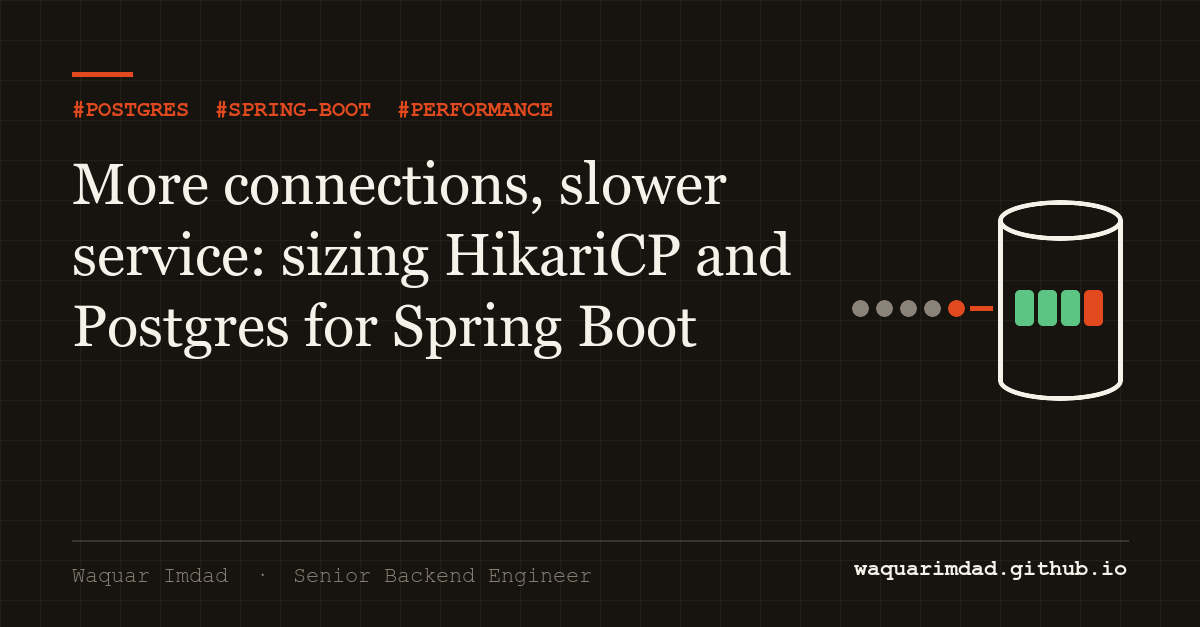 #POSTGRES #SPRING-BOOT #PERFORMANCE
More connections, slower
service: sizing HikariCP and
Postgres for Spring Boot
Waquar Imdad · Senior Backend Engineer
waquarimdad.github.io